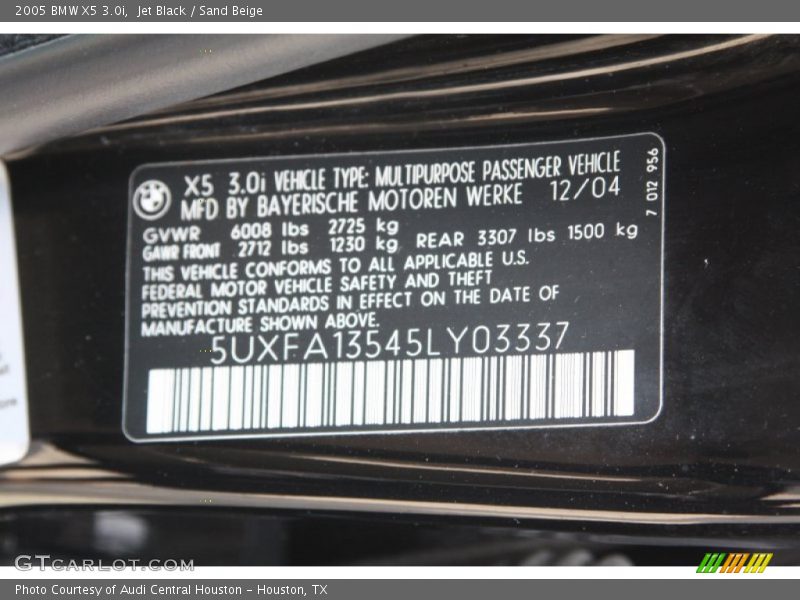 2005 BMW X5 3.0i, Jet Black / Sand Beige
X5 3.0i VEHICLE TYPE: MULTIPURPOSE PASSENGER VEHICLE
MFD BY BAYERISCHE MOTOREN WERKE 12/04
GVWR 6008 lbs 2725 kg
GAWR FRONT 2712 lbs 1230 kg REAR 3307 lbs 1500 kg
THIS VEHICLE CONFORMS TO ALL APPLICABLE U.S.
FEDERAL MOTOR VEHICLE SAFETY AND THEFT
PREVENTION STANDARDS IN EFFECT ON THE DATE OF
MANUFACTURE SHOWN ABOVE.
5UXFA13545LY03337
7 012 956
GTCARLOT.COM
Photo Courtesy of Audi Central Houston - Houston, TX